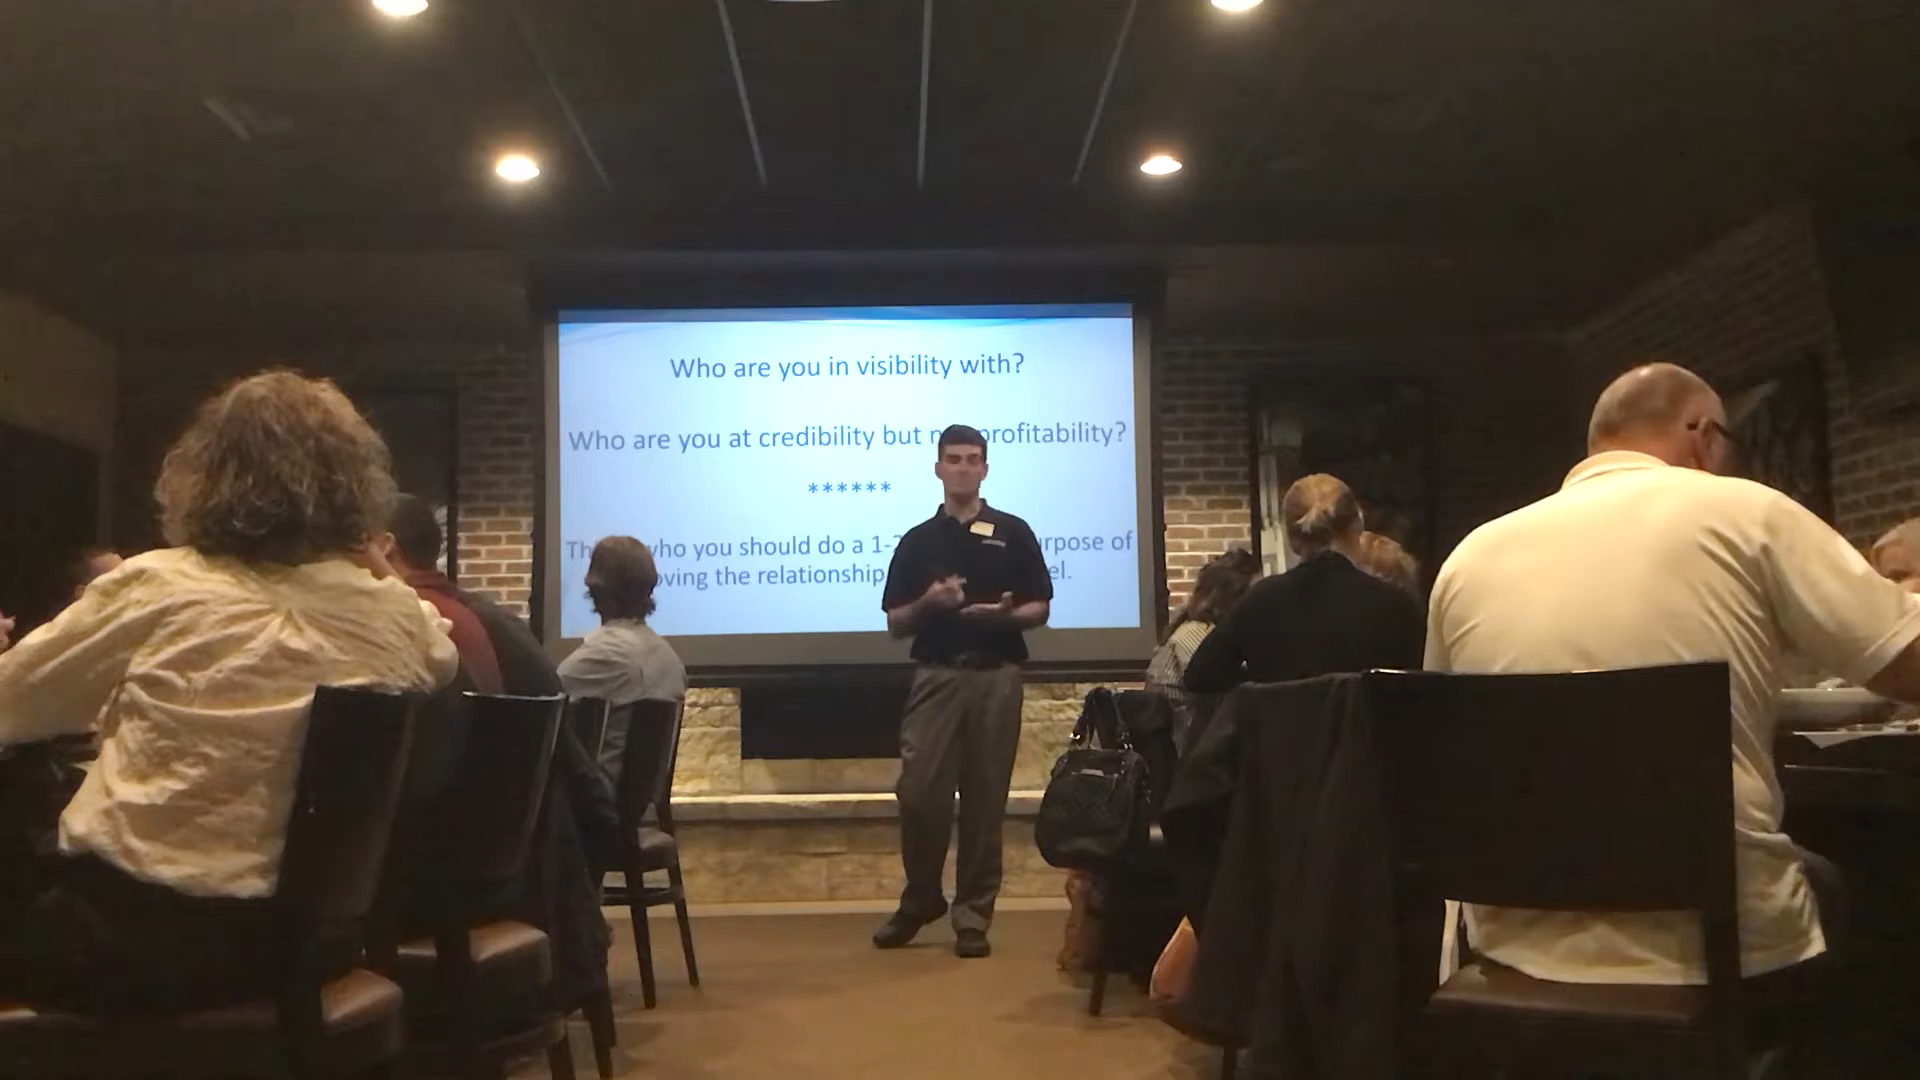 Who are you in visibility with?
Who are you at credibility but profitability?
******
who you should do a 1-2 urpose of
oving the relationship el.